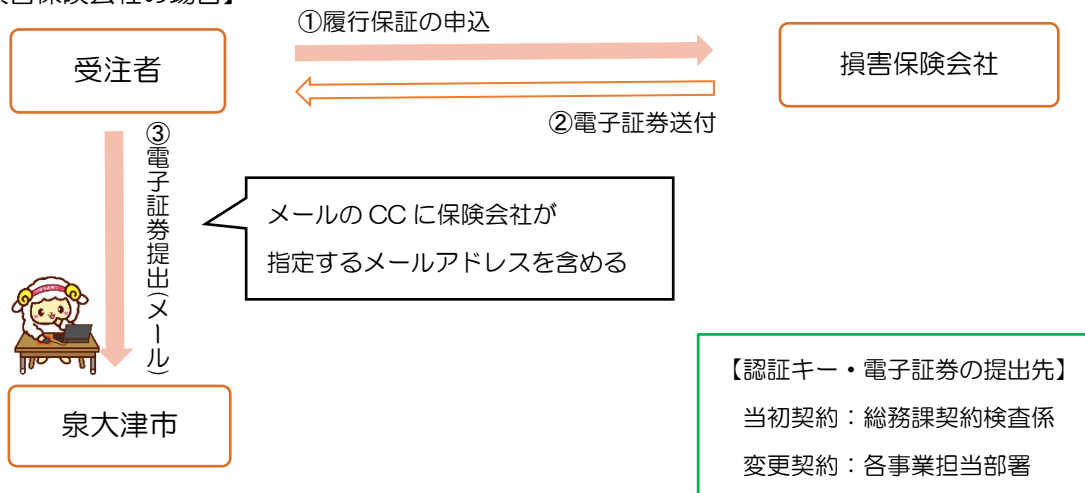 損害保険会社の場合】
①履行保証の申込
受注者
損害保険会社
②電子証券送付
③電子証券提出(メール)
メールの CC に保険会社が
指定するメールアドレスを含める
泉大津市
【認証キー・電子証券の提出先】
当初契約：総務課契約検査係
変更契約：各事業担当部署